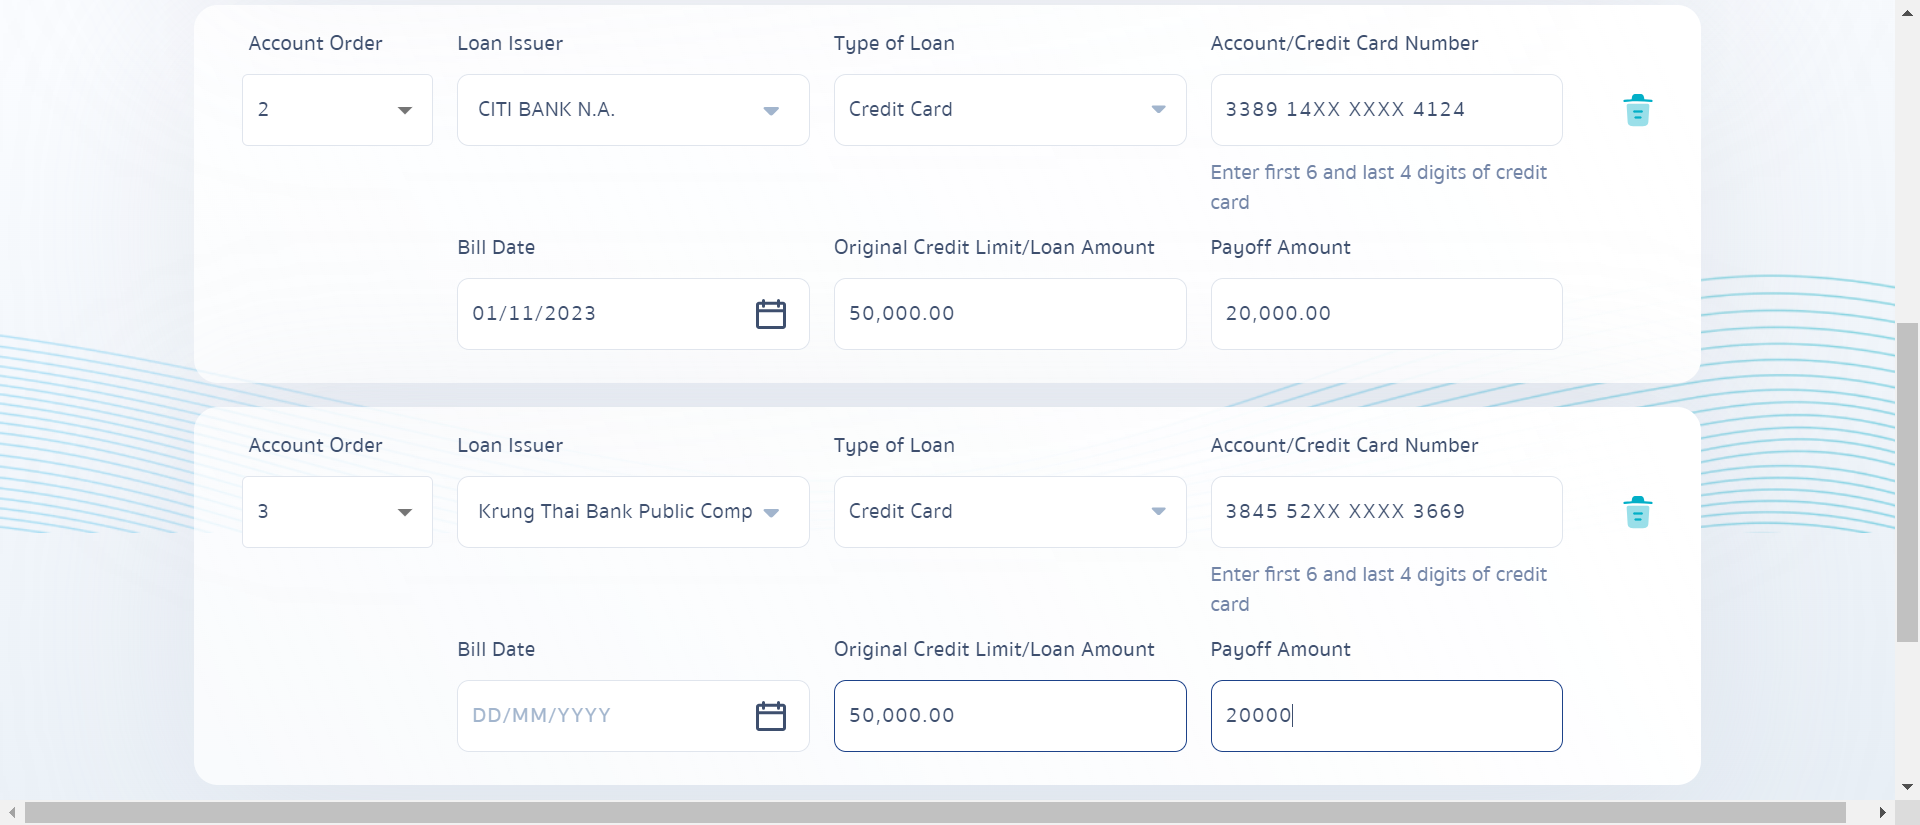 Account Order Loan Issuer Type of Loan Account/Credit Card Number
2 CITI BANK N.A. Credit Card 3389 14XX XXXX 4124
Enter first 6 and last 4 digits of credit
card
Bill Date Original Credit Limit/Loan Amount Payoff Amount
01/11/2023 50,000.00 20,000.00
Account Order Loan Issuer Type of Loan Account/Credit Card Number
3 Krung Thai Bank Public Comp Credit Card 3845 52XX XXXX 3669
Enter first 6 and last 4 digits of credit
card
Bill Date Original Credit Limit/Loan Amount Payoff Amount
DD/MM/YYYY 50,000.00 20000